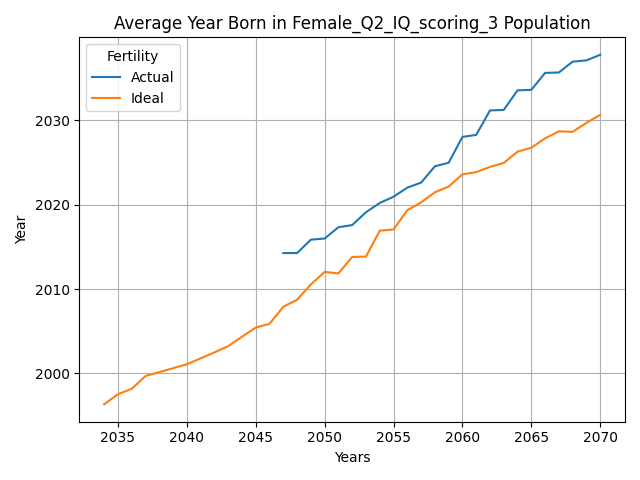 Average Year Born in Female_Q2_IQ_scoring_3 Population
Fertility
Actual
Ideal
Year
2030
2020
2010
2000
2035 2040 2045 2050 2055 2060 2065 2070
Years